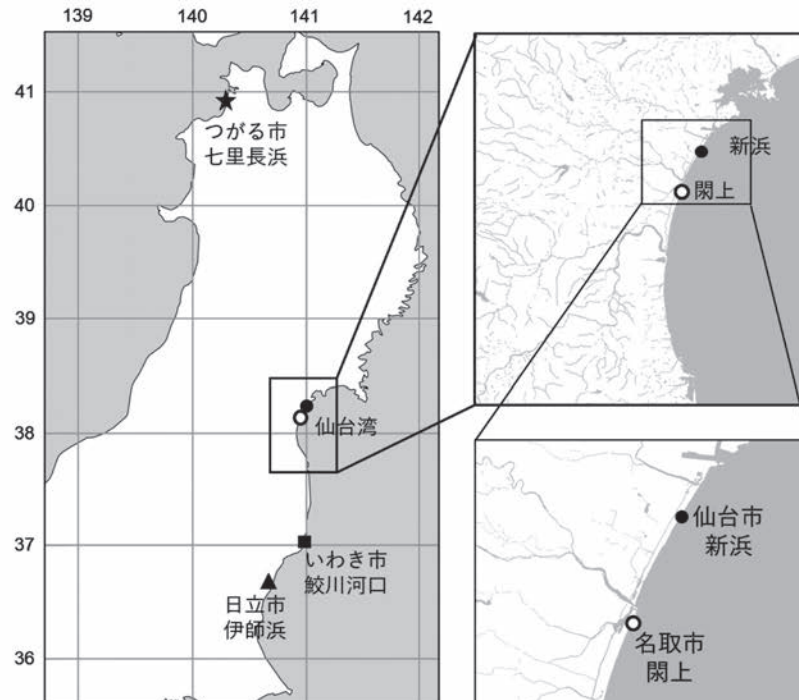 139
140
141
142
41
40
39
38
37
36
つがる市
七里長浜
仙台湾
いわき市
鮫川河口
日立市
伊師浜
新浜
閖上
仙台市
新浜
名取市
閖上